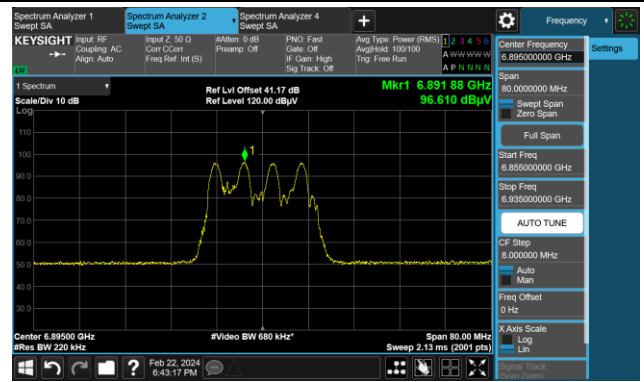 Spectrum Analyzer 1
Swept SA
Spectrum Analyzer 2
Swept SA
Spectrum Analyzer 4
Swept SA
Frequency
KEYSIGHT
Input: RF
Coupling: AC
Align: Auto
Input Z: 50 Ω
Corr CCorr
Freq Ref: Int (S)
#Atten: 0 dB
Preamp: Off
PNO: Fast
Gate: Off
IF Gain: High
Sig Track: Off
Avg Type: Power (RMS)
Avg|Hold: 100/100
Trig: Free Run
1 2 3 4 5 6
A W W W W W
A P N N N N
1 Spectrum
Scale/Div 10 dB
Log
Ref Lvl Offset 41.17 dB
Ref Level 120.00 dBµV
Mkr1 6.891 88 GHz
96.610 dBµV
110
100
90.0
80.0
70.0
60.0
50.0
40.0
30.0
1
Center 6.89500 GHz
#Res BW 220 kHz
#Video BW 680 kHz*
Span 80.00 MHz
Sweep 2.13 ms (2001 pts)
Feb 22, 2024
6:43:17 PM
Center Frequency
6.895000000 GHz
Settings
Span
80.0000000 MHz
Swept Span
Zero Span
Full Span
Start Freq
6.855000000 GHz
Stop Freq
6.935000000 GHz
AUTO TUNE
CF Step
8.000000 MHz
Auto
Man
Freq Offset
0 Hz
X Axis Scale
Log
Lin
Signal Track
(Span Zoom)